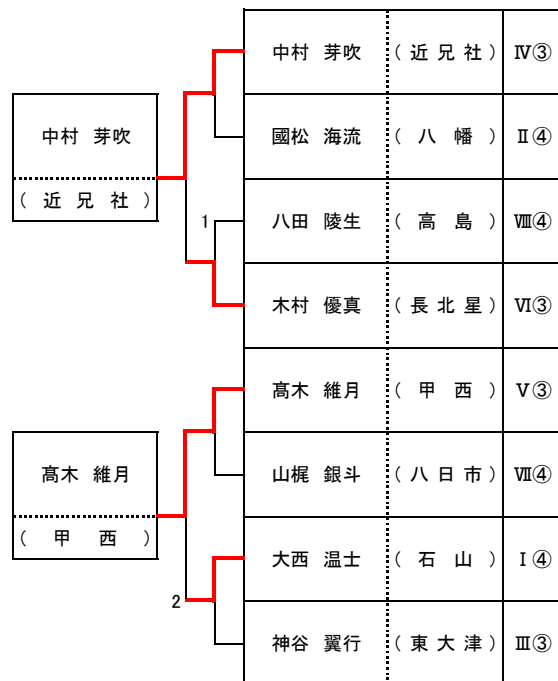 中村 芽吹 (近兄社) Ⅳ③
國松 海流 (八幡) Ⅱ④
八田 陵生 (高島) Ⅷ④
木村 優真 (長北星) Ⅵ③
髙木 維月 (甲西) Ⅴ③
山梶 銀斗 (八日市) Ⅶ④
大西 温士 (石山) Ⅰ④
神谷 翼行 (東大津) Ⅲ③
中村 芽吹
(近兄社)
1
髙木 維月
(甲西)
2